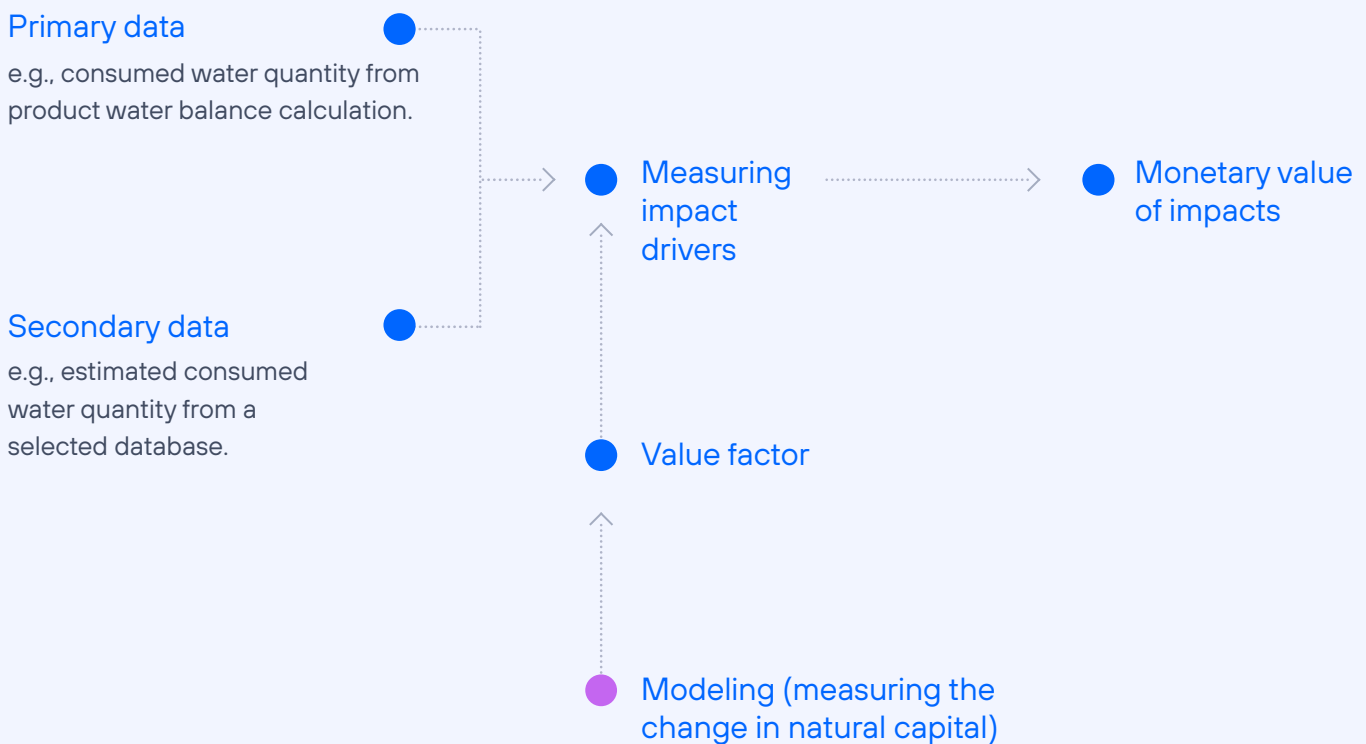 Primary data
e.g., consumed water quantity from
product water balance calculation.
Measuring
impact
drivers
Monetary value
of impacts
Secondary data
e.g., estimated consumed
water quantity from a
selected database.
Value factor
Modeling (measuring the
change in natural capital)